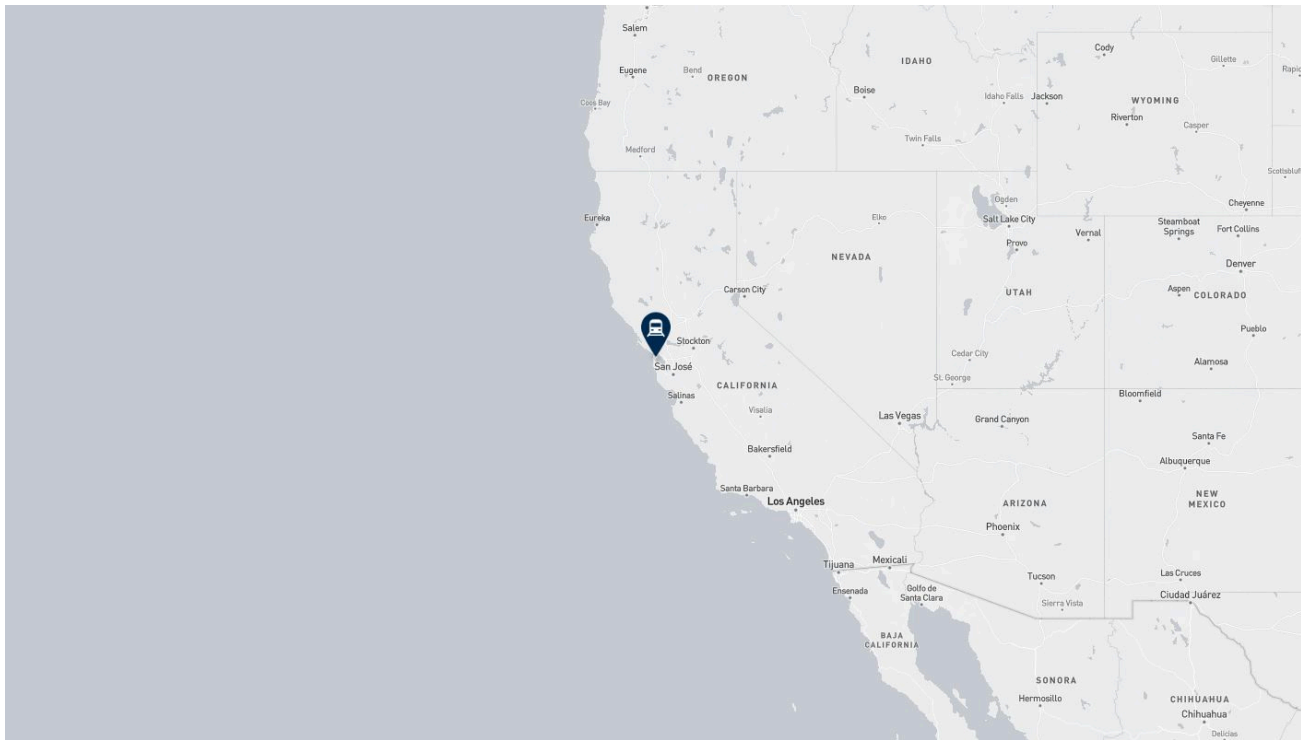 Salem
Cody
Gillette
IDAHO
Eugene
Bend
OREGON
Boise
Idaho Falls
Jackson
WYOMING
Coos Bay
Riverton
Casper
Twin Falls
Medford
Scottsbluff
Ogden
Cheyenne
Eureka
Elko
Salt Lake City
Steamboat
Springs
Fort Collins
Vernal
Provo
NEVADA
Denver
Carson City
UTAH
Aspen
COLORADO
Pueblo
Stockton
Cedar City
Alamosa
San José
St. George
CALIFORNIA
Salinas
Bloomfield
Visalia
Las Vegas
Grand Canyon
Santa Fe
Bakersfield
Albuquerque
Santa Barbara
Los Angeles
NEW
MEXICO
ARIZONA
Phoenix
Tijuana
Mexicali
Tucson
Las Cruces
Ensenada
Golfo de
Santa Clara
Ciudad Juárez
Sierra Vista
BAJA
CALIFORNIA
SONORA
Hermosillo
CHIHUAHUA
Chihuahua
Delicias